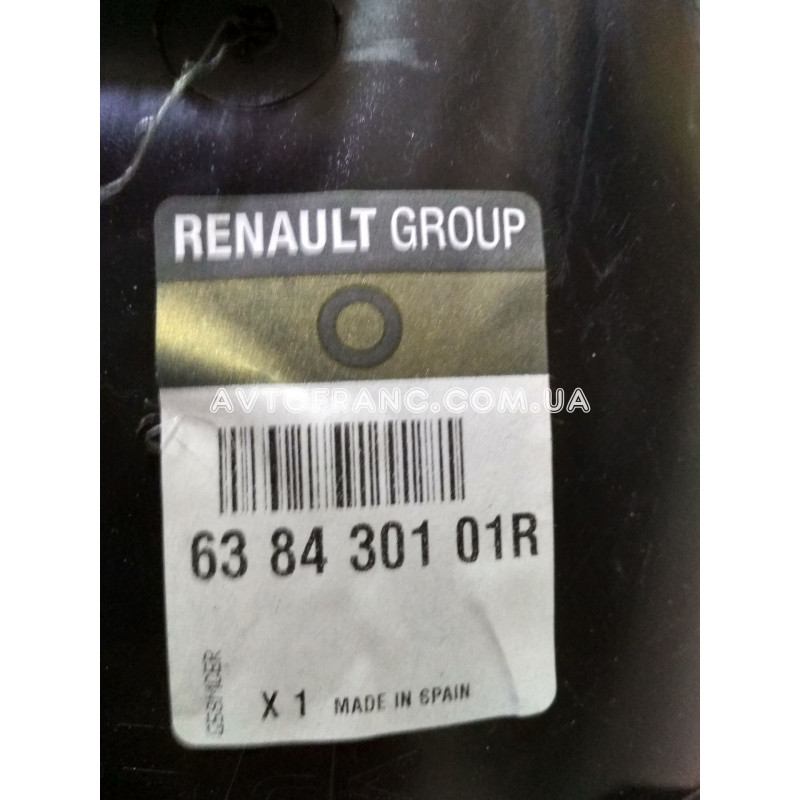 RENAULT GROUP
AVTOFRANC.COM.UA
63 84 301 01R
X 1 MADE IN SPAIN